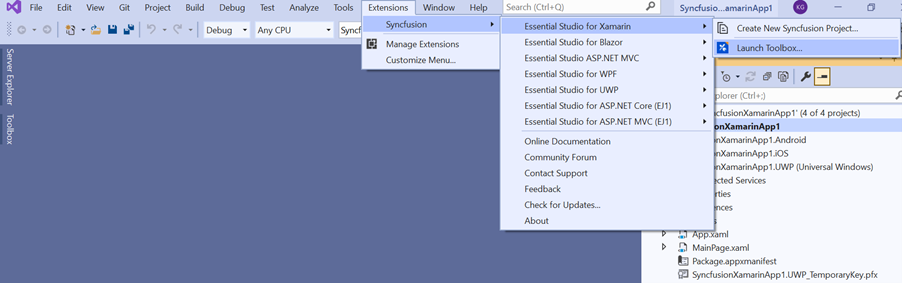 File Edit View Git Project Build Debug Test Analyze Tools Extensions Window Help Search (Ctrl+Q) Syncfusio...amarinApp1 KG
Debug Any CPU Syncf
Syncfusion
Manage Extensions
Customize Menu...
Essential Studio for Xamarin
Essential Studio for Blazor
Essential Studio ASP.NET MVC
Essential Studio for WPF
Essential Studio for UWP
Essential Studio for ASP.NET Core (EJ1)
Essential Studio for ASP.NET MVC (EJ1)
Online Documentation
Community Forum
Contact Support
Feedback
Check for Updates...
About
Create New Syncfusion Project...
Launch Toolbox...
Server Explorer
Toolbox
xplorer (Ctrl+;)
ncfusionXamarinApp1' (4 of 4 projects)
onXamarinApp1
onXamarinApp1.Android
onXamarinApp1.iOS
onXamarinApp1.UWP (Universal Windows)
ected Services
erties
ences
s
App.xaml
MainPage.xaml
Package.appxmanifest
SyncfusionXamarinApp1.UWP_TemporaryKey.pfx